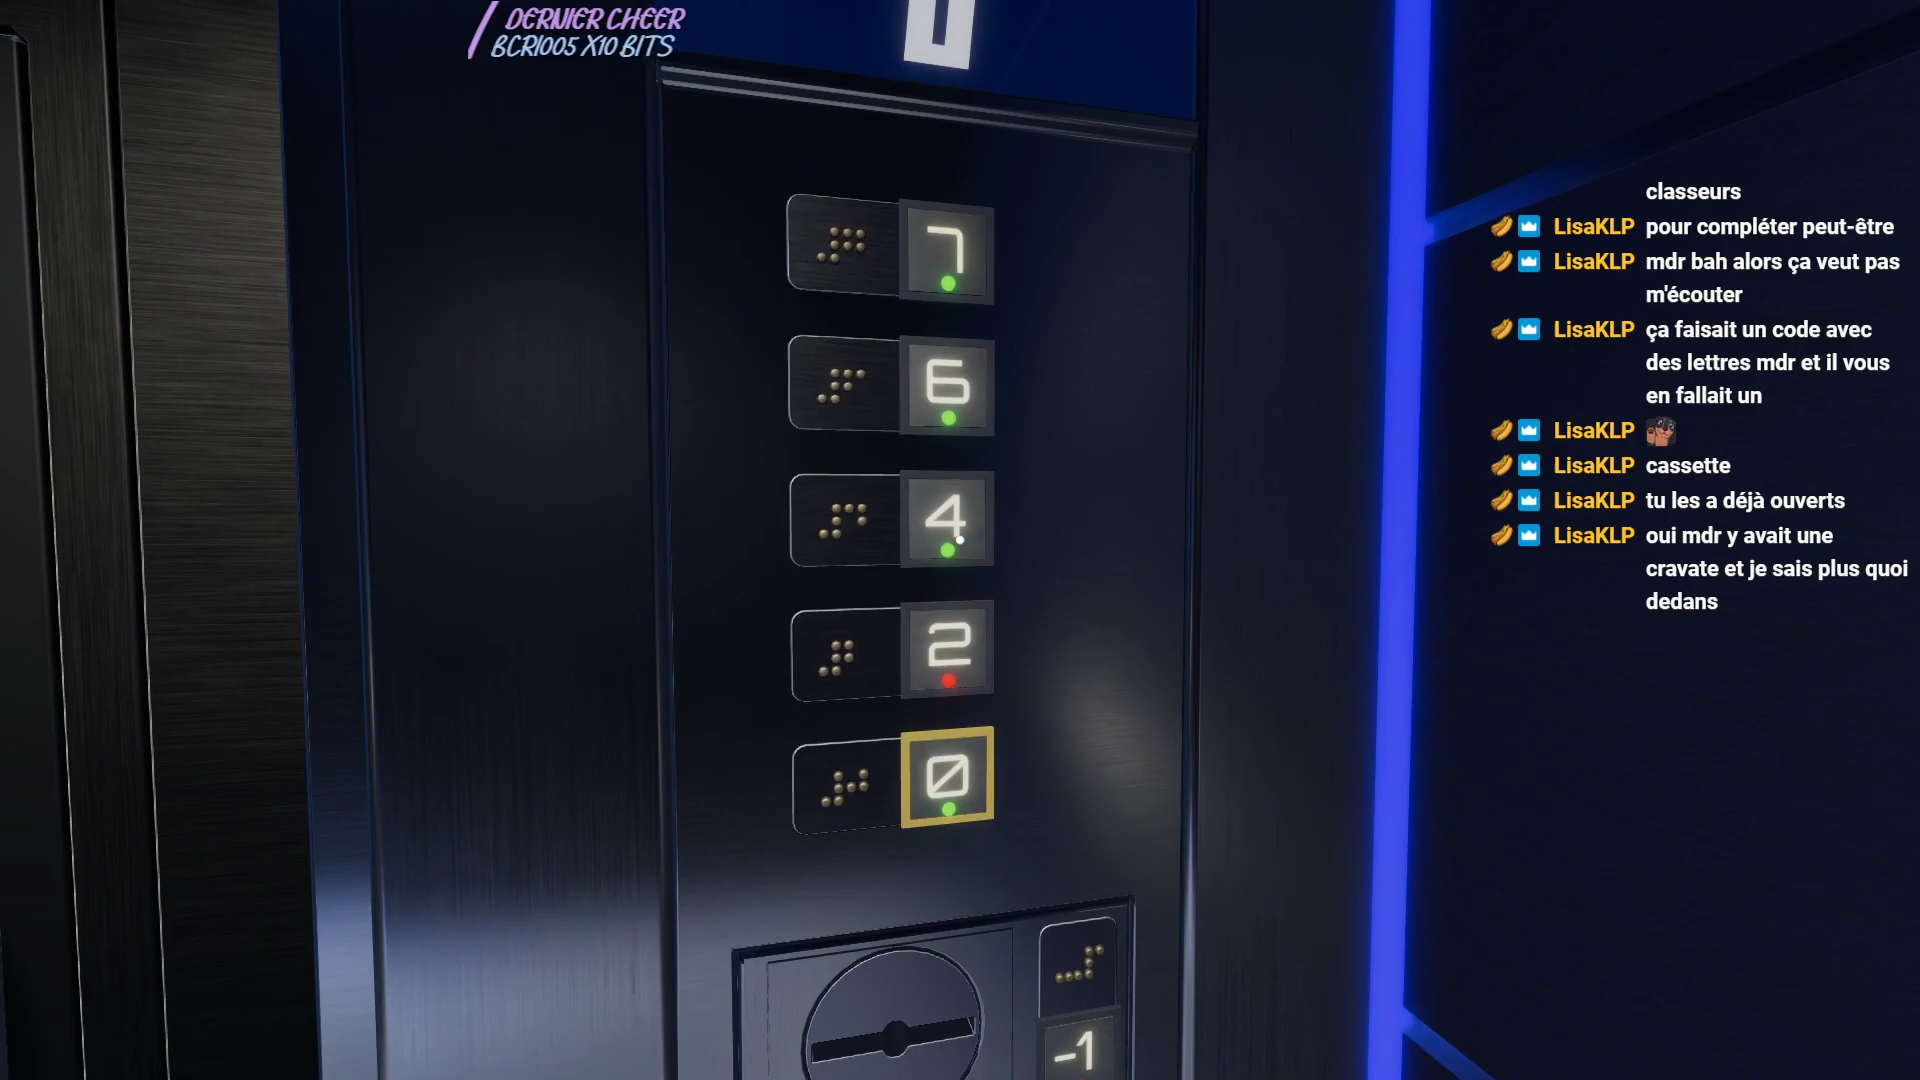 DERNIER CHEER
BCRI005 X10 BITS
7
6
4
2
0
-1
classeurs
LisaKLP pour compléter peut-être
LisaKLP mdr bah alors ça veut pas
m'écouter
LisaKLP ça faisait un code avec
des lettres mdr et il vous
en fallait un
LisaKLP
LisaKLP cassette
LisaKLP tu les a déjà ouverts
LisaKLP oui mdr y avait une
cravate et je sais plus quoi
dedans